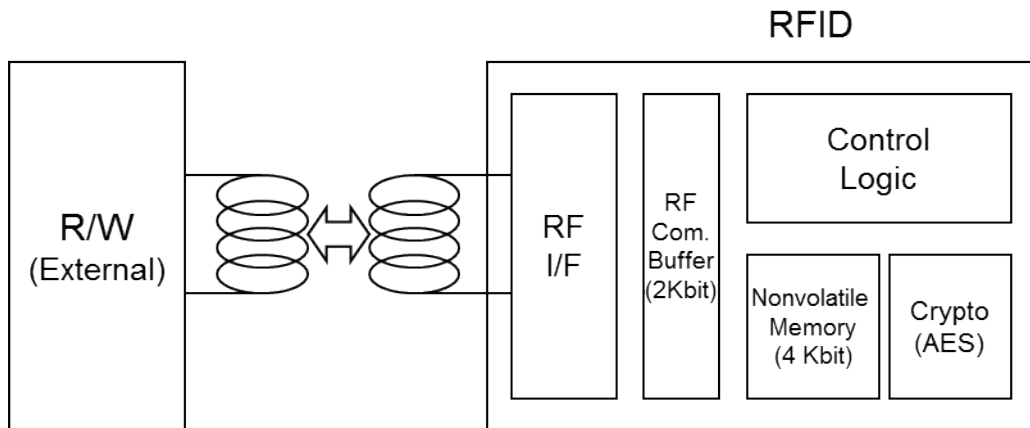 RFID
R/W
(External)
RF
I/F
RF
Com.
Buffer
(2Kbit)
Control
Logic
Nonvolatile
Memory
(4 Kbit)
Crypto
(AES)